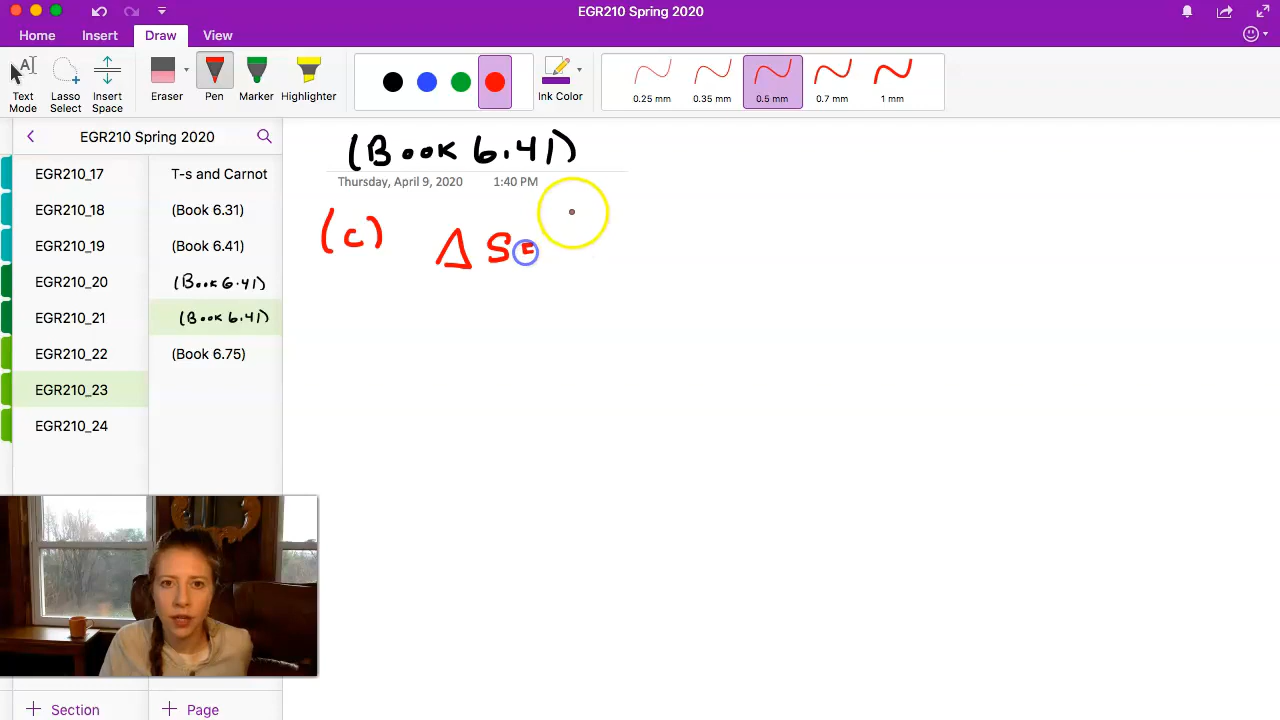 EGR210 Spring 2020
Home Insert Draw View
Text Mode
Lasso Select
Insert Space
Eraser
Pen
Marker
Highlighter
Ink Color
0.25 mm
0.35 mm
0.5 mm
0.7 mm
1 mm
EGR210 Spring 2020
EGR210_17
EGR210_18
EGR210_19
EGR210_20
EGR210_21
EGR210_22
EGR210_23
EGR210_24
T-s and Carnot
(Book 6.31)
(Book 6.41)
(Book 6.41)
(Book 6.41)
(Book 6.75)
+ Section
+ Page
(Book 6.41)
Thursday, April 9, 2020 1:40 PM
(c) Δ S